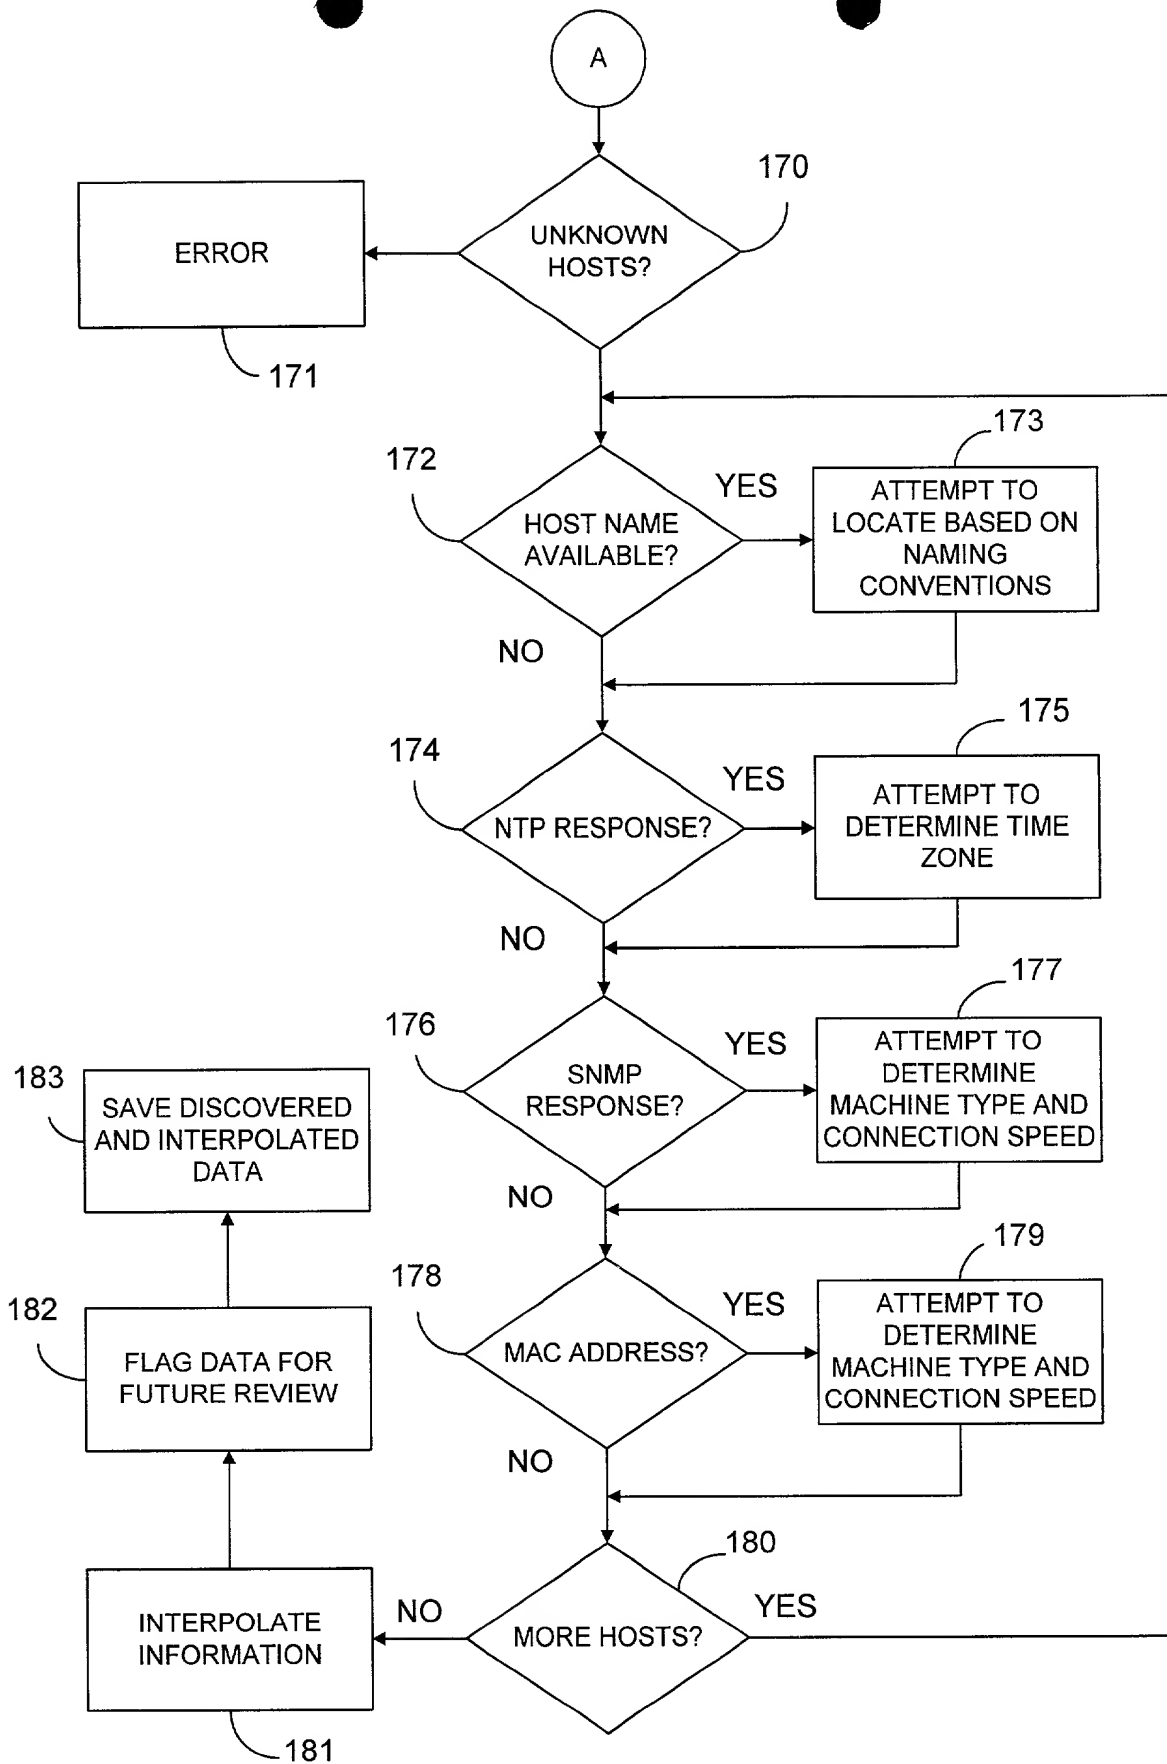 A
170
UNKNOWN
HOSTS?
ERROR
171
172
HOST NAME
AVAILABLE?
YES
173
ATTEMPT TO
LOCATE BASED ON
NAMING
CONVENTIONS
NO
174
NTP RESPONSE?
YES
175
ATTEMPT TO
DETERMINE TIME
ZONE
NO
176
SNMP
RESPONSE?
YES
177
ATTEMPT TO
DETERMINE
MACHINE TYPE AND
CONNECTION SPEED
NO
178
MAC ADDRESS?
YES
179
ATTEMPT TO
DETERMINE
MACHINE TYPE AND
CONNECTION SPEED
NO
180
MORE HOSTS?
YES
NO
INTERPOLATE
INFORMATION
181
182
FLAG DATA FOR
FUTURE REVIEW
183
SAVE DISCOVERED
AND INTERPOLATED
DATA